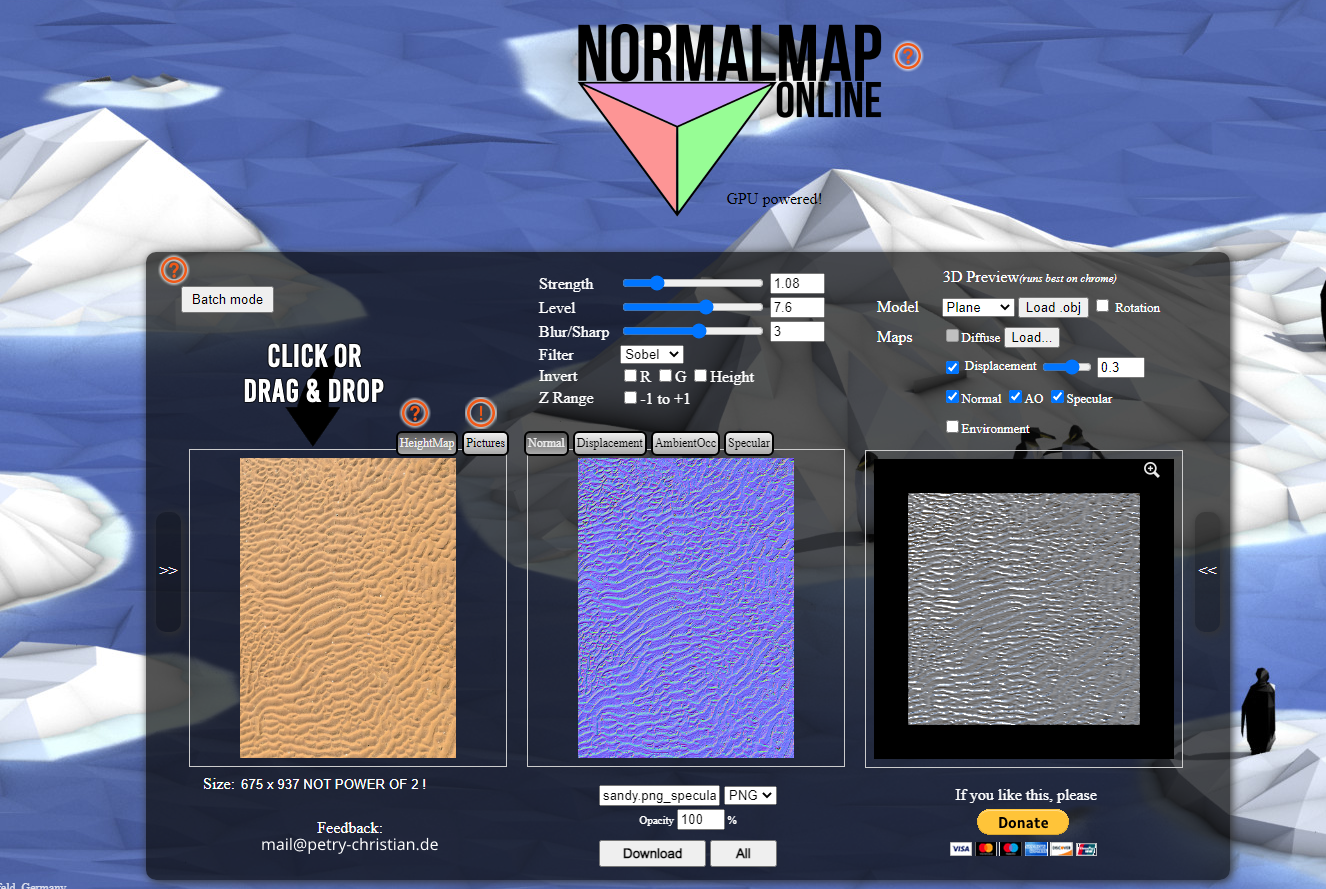 NORMALMAP
ONLINE
?
GPU powered!
?
Batch mode
CLICK OR
DRAG & DROP
?
!
HeightMap
Pictures
Size: 675 x 937 NOT POWER OF 2 !
Feedback:
mail@petry-christian.de
>>
Strength 1.08
Level 7.6
Blur/Sharp 3
Filter Sobel
Invert R G Height
Z Range -1 to +1
Normal Displacement AmbientOcc Specular
sandy.png_specula PNG
Opacity 100 %
Download All
3D Preview(runs best on chrome)
Model Plane Load .obj Rotation
Maps Diffuse Load...
Displacement 0.3
Normal AO Specular
Environment
<<
If you like this, please
Donate
VISA
Germany